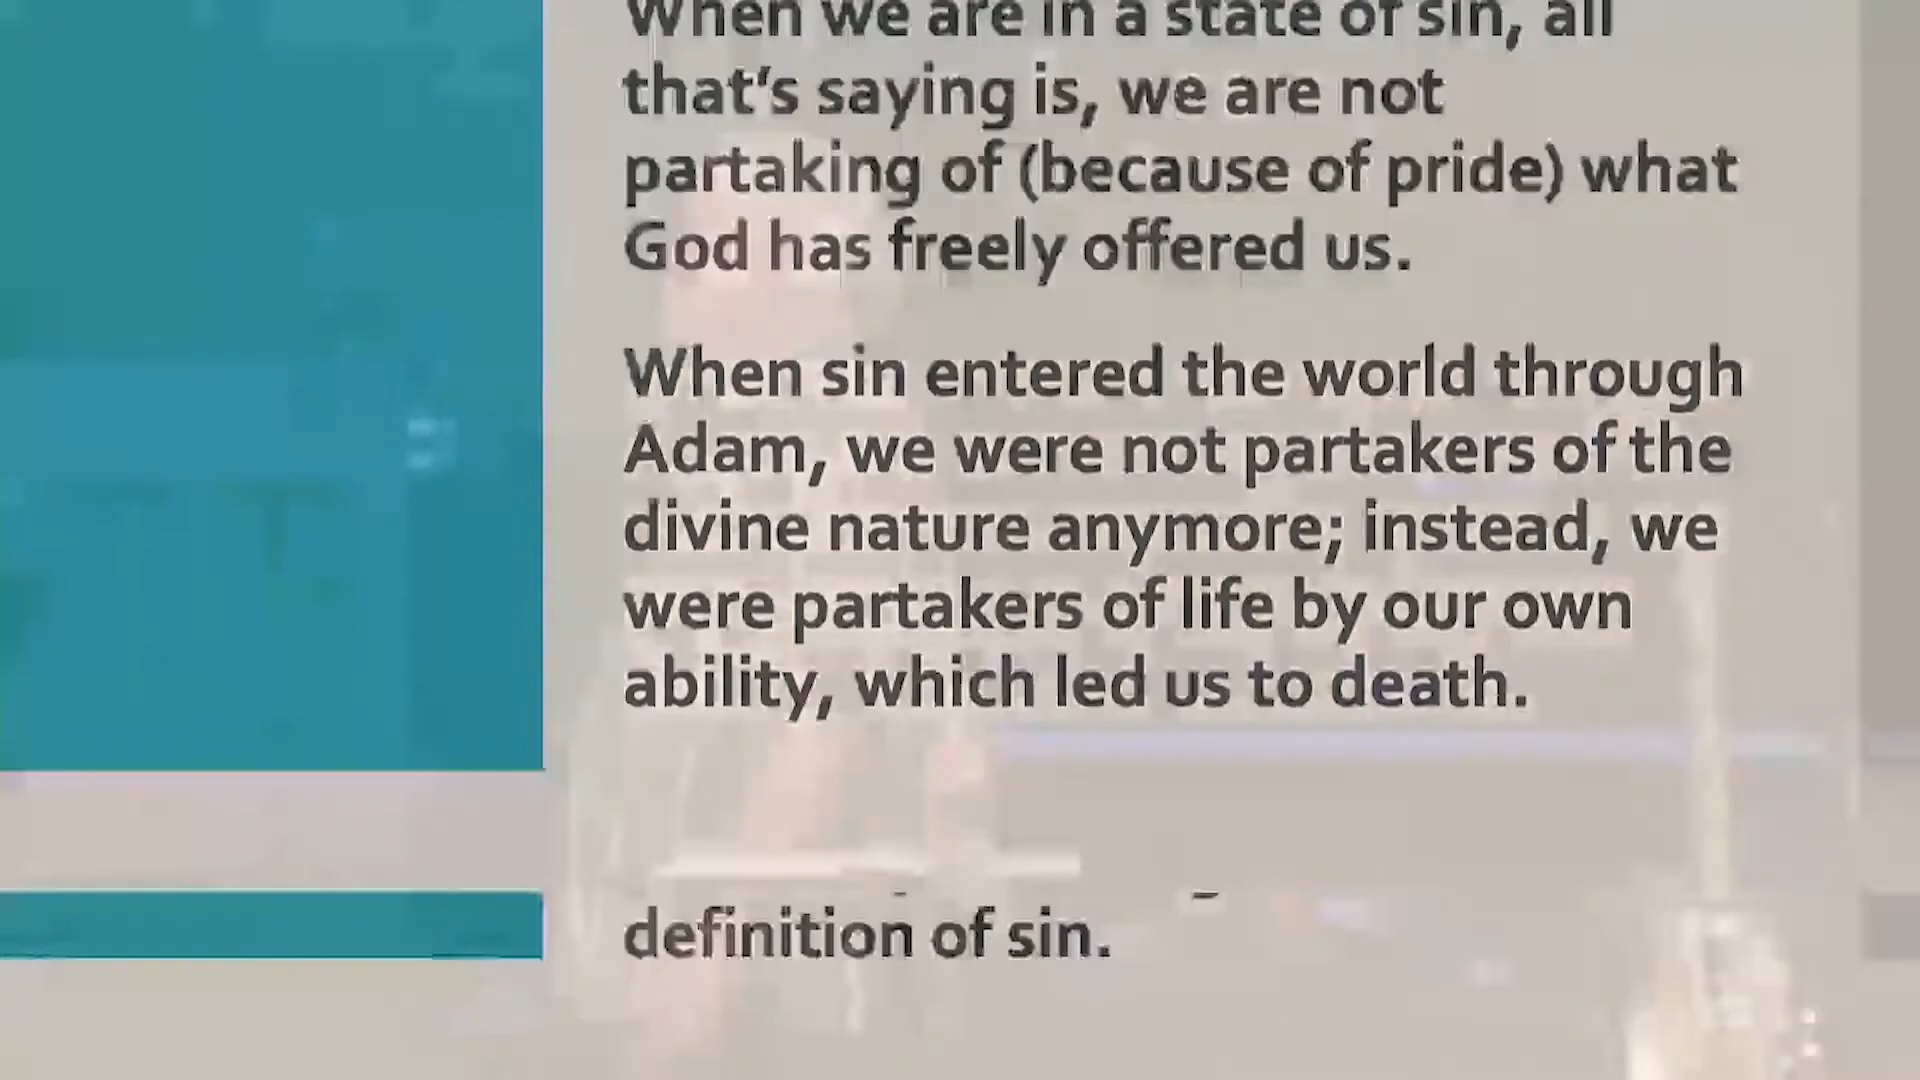 When we are in a state of sin, all
that's saying is, we are not
partaking of (because of pride) what
God has freely offered us.
When sin entered the world through
Adam, we were not partakers of the
divine nature anymore; instead, we
were partakers of life by our own
ability, which led us to death.
definition of sin.